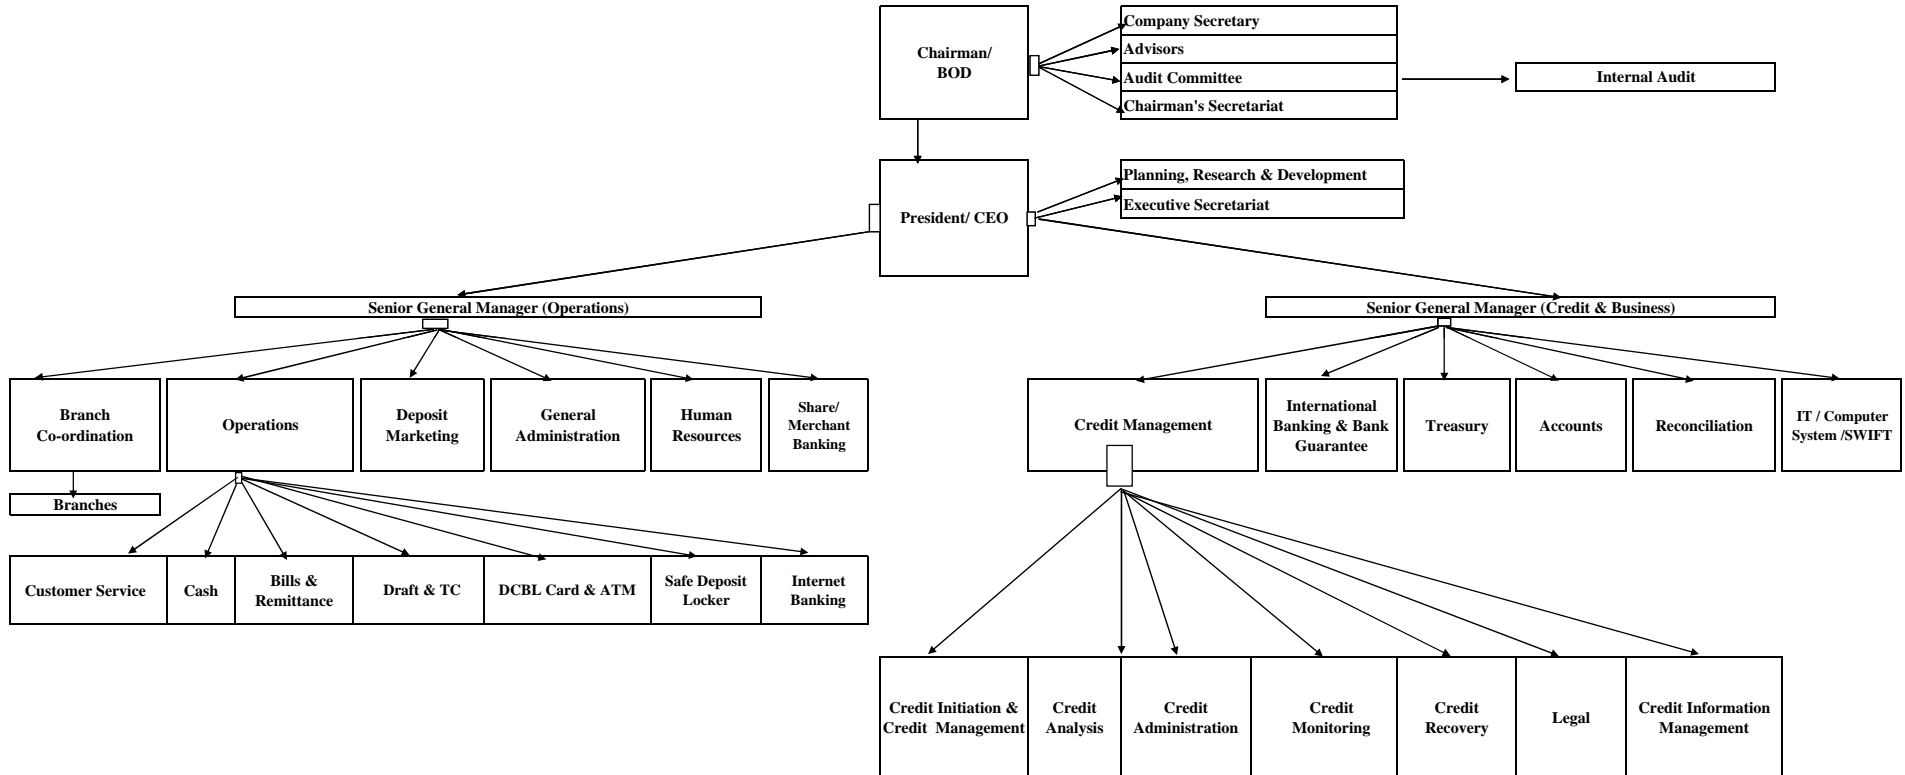 Chairman/
BOD
Company Secretary
Advisors
Audit Committee
Chairman's Secretariat
Internal Audit
President/ CEO
Planning, Research & Development
Executive Secretariat
Senior General Manager (Operations)
Senior General Manager (Credit & Business)
Branch
Co-ordination
Operations
Deposit
Marketing
General
Administration
Human
Resources
Share/
Merchant
Banking
Credit Management
International
Banking & Bank
Guarantee
Treasury
Accounts
Reconciliation
IT / Computer
System /SWIFT
Branches
Customer Service
Cash
Bills &
Remittance
Draft & TC
DCBL Card & ATM
Safe Deposit
Locker
Internet
Banking
Credit Initiation &
Credit Management
Credit
Analysis
Credit
Administration
Credit
Monitoring
Credit
Recovery
Legal
Credit Information
Management